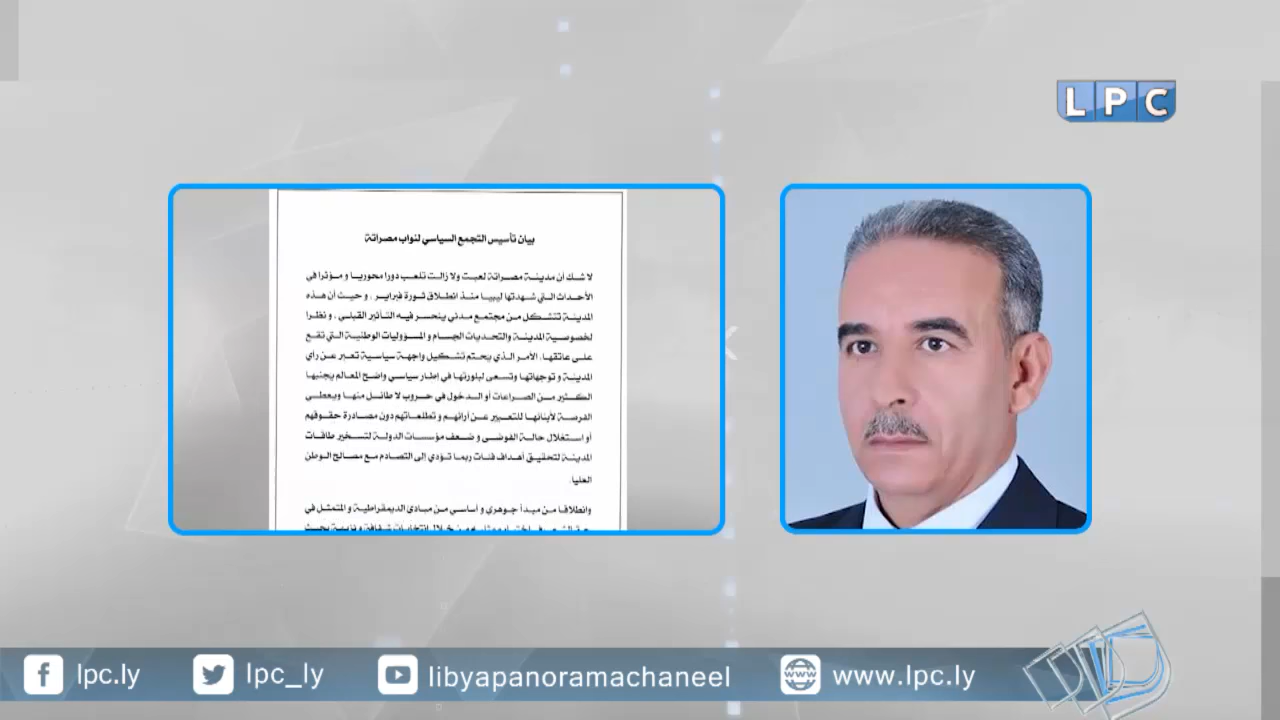 LPC
بيان تأسيس التجمع السياسي لنواب مصراتة
لا شك أن مدينة مصراتة لعبت ولا زالت تلعب دورا محوريا و مؤثرا في
الأحداث التي شهدتها ليبيا منذ انطلاق ثورة فبراير ، و حيث أن هذه
المدينة تتشكل من مجتمع مدني ينحسر فيه التأثير القبلي ، و نظرا
لخصوصية المدينة والتحديات الجسام و المسؤوليات الوطنية التي تقع
على عاتقها، الأمر الذي يحتم تشكيل واجهة سياسية تعبر عن رأي
المدينة و توجهاتها وتسعى لبلورتها في إطار سياسي واضح المعالم يجنبها
الكثير من الصراعات أو الدخول في حروب لا طائل منها ويعطي
الفرصة لأبنائها للتعبير عن آرائهم و تطلعاتهم دون مصادرة حقوقهم
أو استغلال حالة الفوضى و ضعف مؤسسات الدولة لتسخير طاقات
المدينة لتحقيق أهداف فئات ربما تؤدي إلى التصادم مع مصالح الوطن
العليا.
وانطلاقا من مبدأ جوهري و أساسي من مبادئ الديمقراطية و المتمثل في
lpc.ly
lpc_ly
libyapanoramachaneel
www.lpc.ly